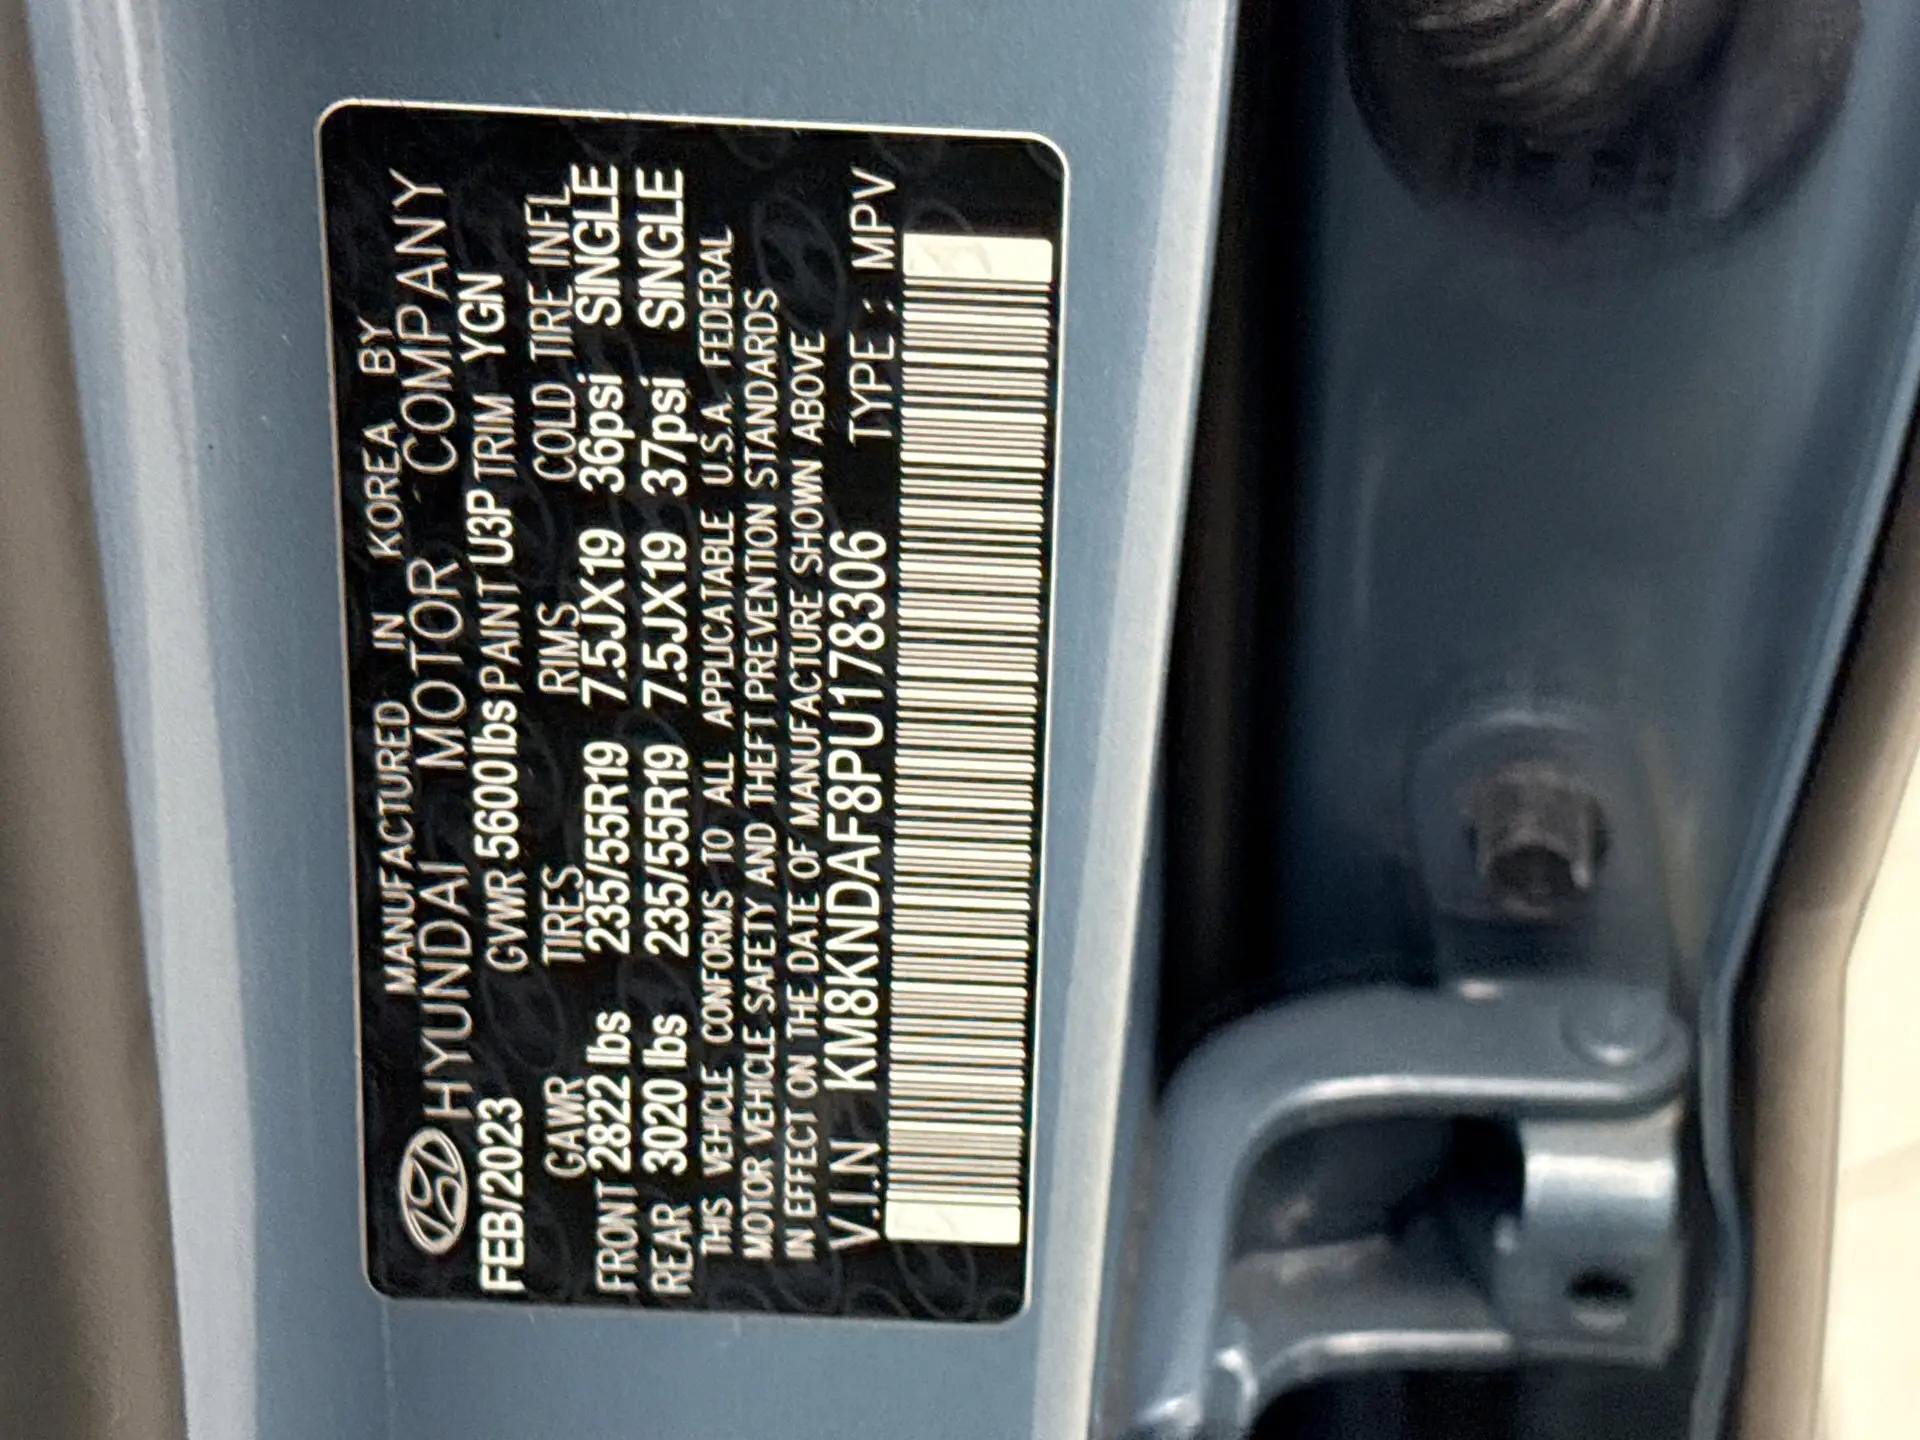 MANUFACTURED IN KOREA BY
HYUNDAI MOTOR COMPANY
FEB/2023 GVWR 5600 lbs PAINT U3P TRIM YGN
GAWR TIRES RIMS COLD TIRE INFL
FRONT 2822 lbs 235/55R19 7.5JX19 36psi SINGLE
REAR 3020 lbs 235/55R19 7.5JX19 37psi SINGLE
THIS VEHICLE CONFORMS TO ALL APPLICABLE U.S.A. FEDERAL
MOTOR VEHICLE SAFETY AND THEFT PREVENTION STANDARDS
IN EFFECT ON THE DATE OF MANUFACTURE SHOWN ABOVE
V.I.N KM8KNDAF8PU178306 TYPE : MPV